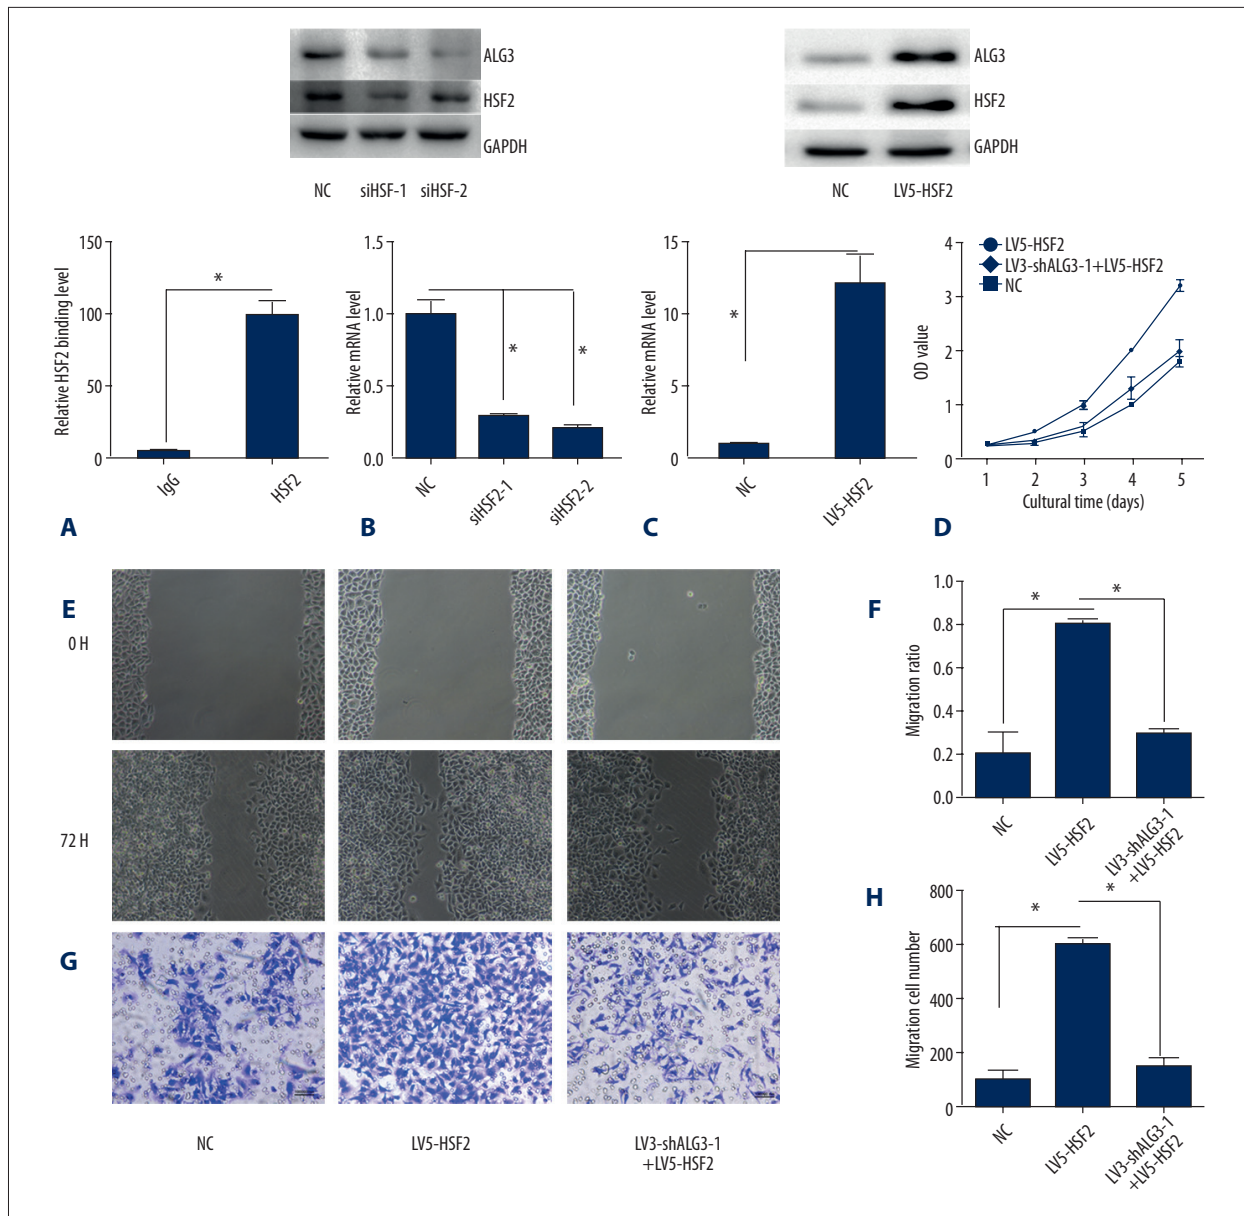 ALG3
HSF2
GAPDH
NC siHSF-1 siHSF-2
ALG3
HSF2
GAPDH
NC LV5-HSF2
Relative HSF2 binding level
150
100
50
0
*
IgG
HSF2
A
Relative mRNA level
1.5
1.0
0.5
0.0
*
*
NC
siHSF2-1
siHSF2-2
B
Relative mRNA level
15
10
5
0
*
NC
LV5-HSF2
C
OD value
4
3
2
1
0
LV5-HSF2
LV3-shALG3-1+LV5-HSF2
NC
1 2 3 4 5
Cultural time (days)
D
E
0 H
72 H
F
Migration ratio
1.0
0.8
0.6
0.4
0.2
0.0
*
*
NC
LV5-HSF2
LV3-shALG3-1
+LV5-HSF2
G
NC
LV5-HSF2
LV3-shALG3-1
+LV5-HSF2
H
Migration cell number
800
600
400
200
0
*
*
NC
LV5-HSF2
LV3-shALG3-1
+LV5-HSF2